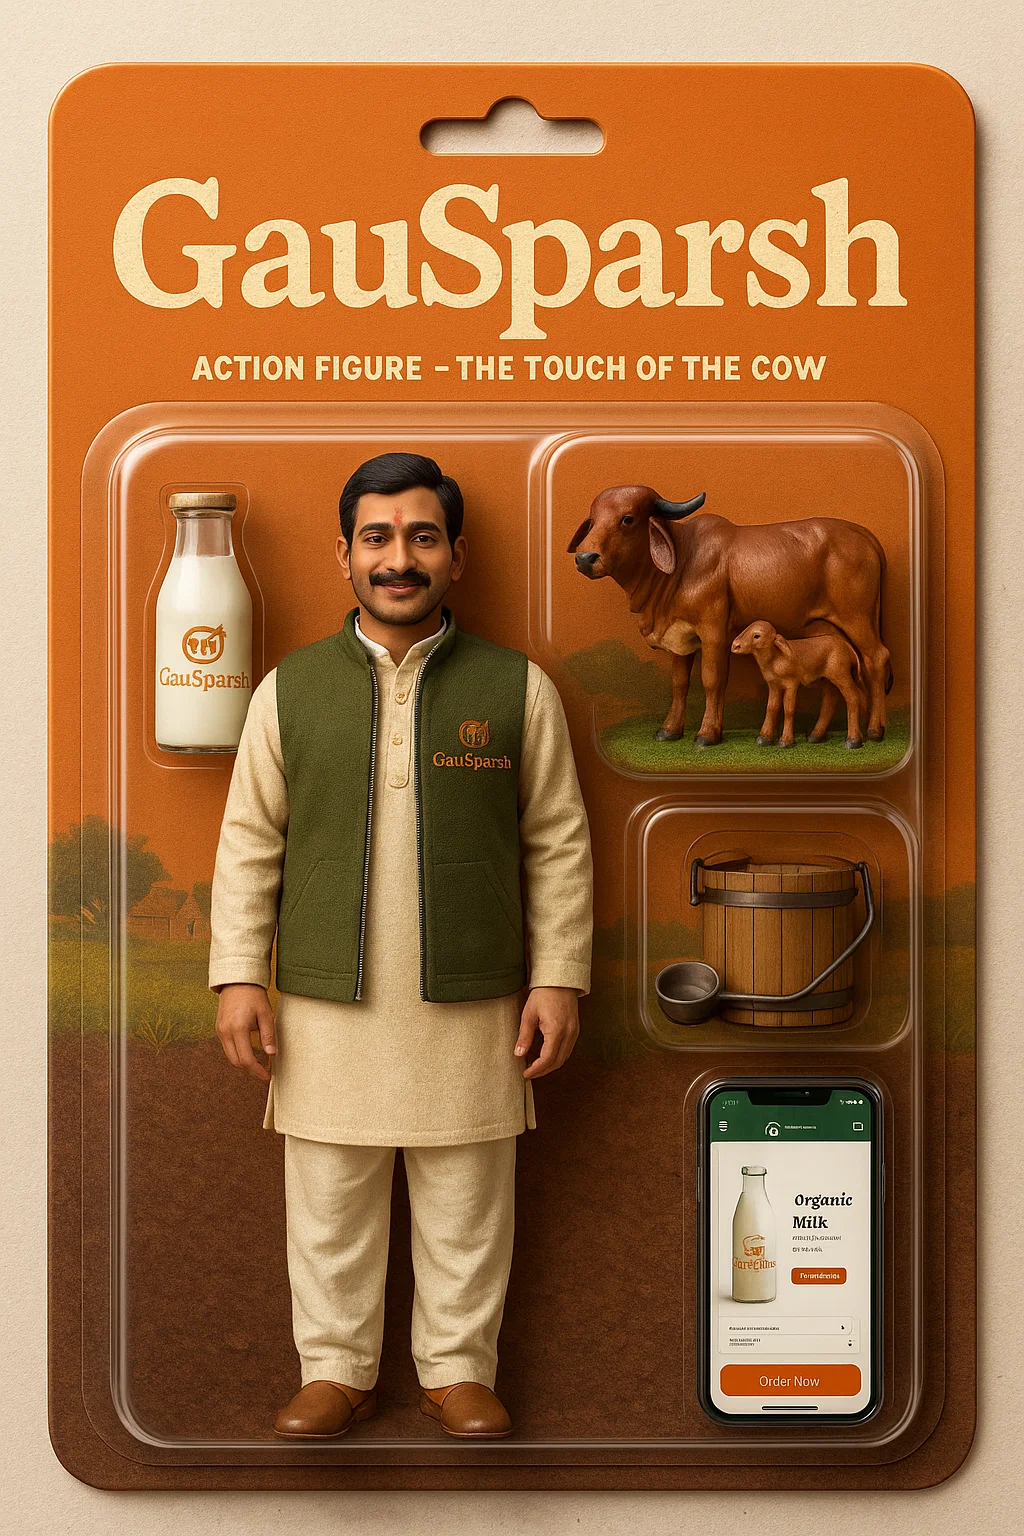 GauSparsh
ACTION FIGURE – THE TOUCH OF THE COW
GauSparsh
GauSparsh
Organic
Milk
Order Now